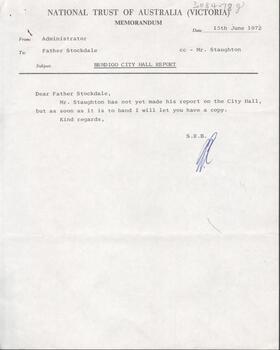 NATIONAL TRUST OF AUSTRALIA (VICTORIA)
MEMORANDUM
Date: 15th June 1972
From: Administrator
To: Father Stockdale cc - Mr. Staughton
Subject: BENDIGO CITY HALL REPORT
Dear Father Stockdale,
Mr. Staughton has not yet made his report on the City Hall,
but as soon as it is to hand I will let you have a copy.
Kind regards,
S.R.B.